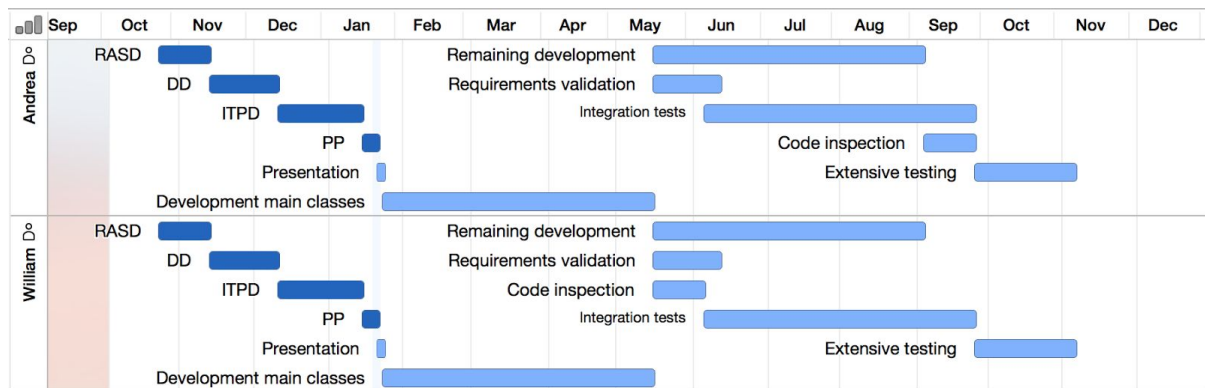 Sep Oct Nov Dec Jan Feb Mar Apr May Jun Jul Aug Sep Oct Nov Dec
Andrea Do
RASD Remaining development
DD Requirements validation
ITPD Integration tests
PP Code inspection
Presentation Extensive testing
Development main classes
William Do
RASD Remaining development
DD Requirements validation
ITPD Code inspection
PP Integration tests
Presentation Extensive testing
Development main classes